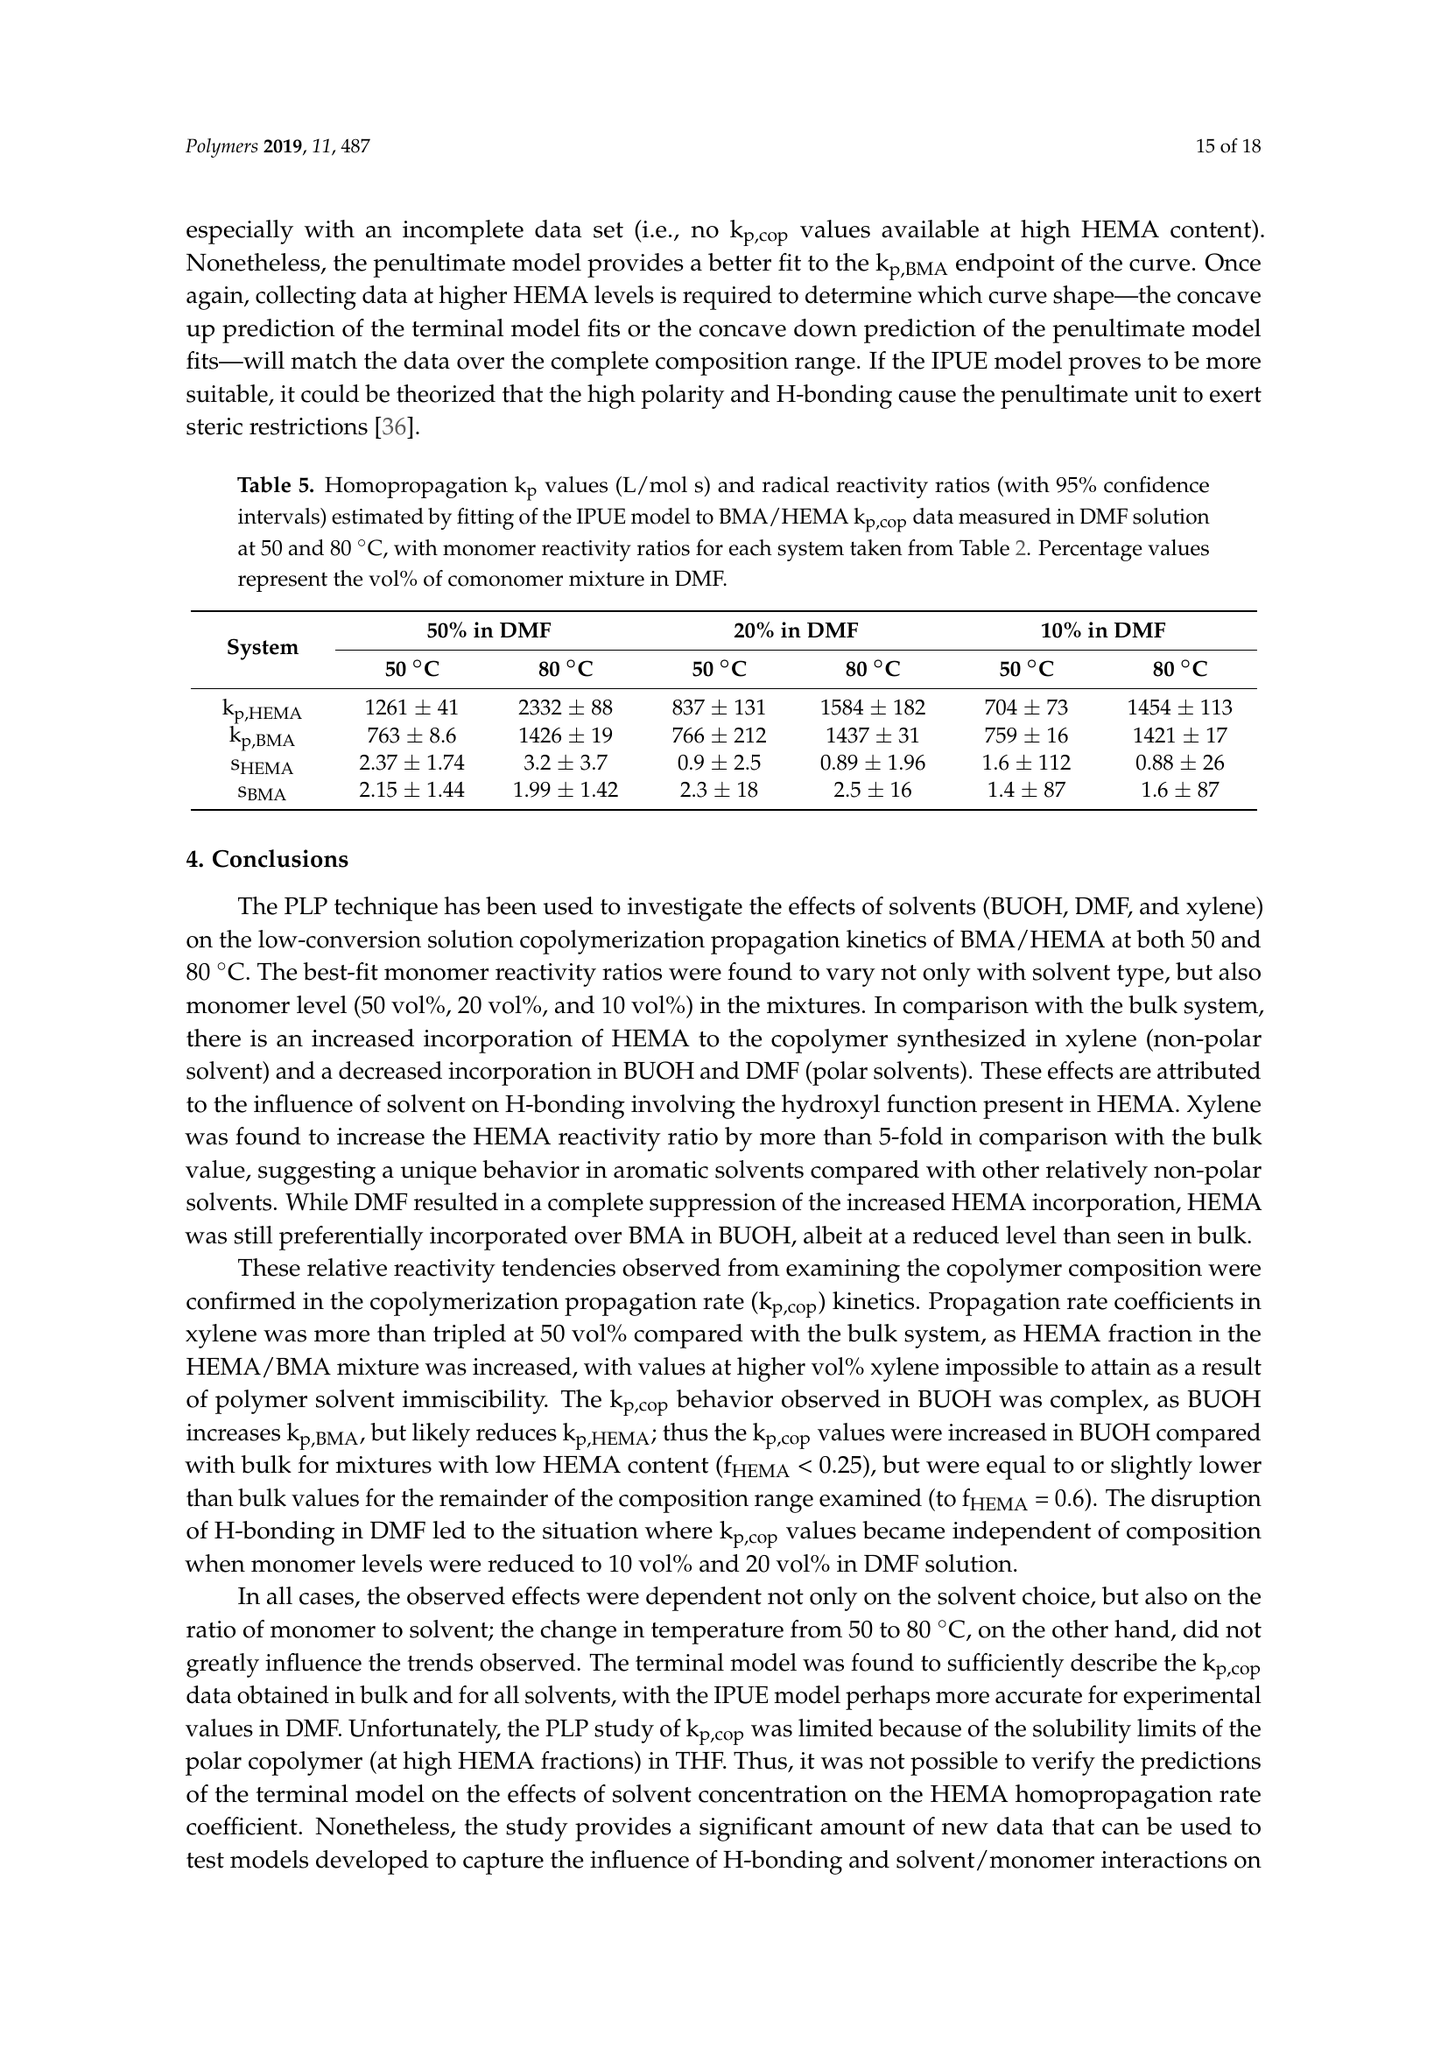 Polymers 2019, 11, 487
15 of 18
especially with an incomplete data set (i.e., no kp,cop values available at high HEMA content).
Nonetheless, the penultimate model provides a better fit to the kp,BMA endpoint of the curve. Once
again, collecting data at higher HEMA levels is required to determine which curve shape—the concave
up prediction of the terminal model fits or the concave down prediction of the penultimate model
fits—will match the data over the complete composition range. If the IPUE model proves to be more
suitable, it could be theorized that the high polarity and H-bonding cause the penultimate unit to exert
steric restrictions [36].
Table 5. Homopropagation kp values (L/mol s) and radical reactivity ratios (with 95% confidence
intervals) estimated by fitting of the IPUE model to BMA/HEMA kp,cop data measured in DMF solution
at 50 and 80 °C, with monomer reactivity ratios for each system taken from Table 2. Percentage values
represent the vol% of comonomer mixture in DMF.
System 50% in DMF 20% in DMF 10% in DMF
50 °C 80 °C 50 °C 80 °C 50 °C 80 °C
kp,HEMA 1261 ± 41 2332 ± 88 837 ± 131 1584 ± 182 704 ± 73 1454 ± 113
kp,BMA 763 ± 8.6 1426 ± 19 766 ± 212 1437 ± 31 759 ± 16 1421 ± 17
sHEMA 2.37 ± 1.74 3.2 ± 3.7 0.9 ± 2.5 0.89 ± 1.96 1.6 ± 112 0.88 ± 26
sBMA 2.15 ± 1.44 1.99 ± 1.42 2.3 ± 18 2.5 ± 16 1.4 ± 87 1.6 ± 87
4. Conclusions
The PLP technique has been used to investigate the effects of solvents (BUOH, DMF, and xylene)
on the low-conversion solution copolymerization propagation kinetics of BMA/HEMA at both 50 and
80 °C. The best-fit monomer reactivity ratios were found to vary not only with solvent type, but also
monomer level (50 vol%, 20 vol%, and 10 vol%) in the mixtures. In comparison with the bulk system,
there is an increased incorporation of HEMA to the copolymer synthesized in xylene (non-polar
solvent) and a decreased incorporation in BUOH and DMF (polar solvents). These effects are attributed
to the influence of solvent on H-bonding involving the hydroxyl function present in HEMA. Xylene
was found to increase the HEMA reactivity ratio by more than 5-fold in comparison with the bulk
value, suggesting a unique behavior in aromatic solvents compared with other relatively non-polar
solvents. While DMF resulted in a complete suppression of the increased HEMA incorporation, HEMA
was still preferentially incorporated over BMA in BUOH, albeit at a reduced level than seen in bulk.
These relative reactivity tendencies observed from examining the copolymer composition were
confirmed in the copolymerization propagation rate (kp,cop) kinetics. Propagation rate coefficients in
xylene was more than tripled at 50 vol% compared with the bulk system, as HEMA fraction in the
HEMA/BMA mixture was increased, with values at higher vol% xylene impossible to attain as a result
of polymer solvent immiscibility. The kp,cop behavior observed in BUOH was complex, as BUOH
increases kp,BMA, but likely reduces kp,HEMA; thus the kp,cop values were increased in BUOH compared
with bulk for mixtures with low HEMA content (fHEMA < 0.25), but were equal to or slightly lower
than bulk values for the remainder of the composition range examined (to fHEMA = 0.6). The disruption
of H-bonding in DMF led to the situation where kp,cop values became independent of composition
when monomer levels were reduced to 10 vol% and 20 vol% in DMF solution.
In all cases, the observed effects were dependent not only on the solvent choice, but also on the
ratio of monomer to solvent; the change in temperature from 50 to 80 °C, on the other hand, did not
greatly influence the trends observed. The terminal model was found to sufficiently describe the kp,cop
data obtained in bulk and for all solvents, with the IPUE model perhaps more accurate for experimental
values in DMF. Unfortunately, the PLP study of kp,cop was limited because of the solubility limits of the
polar copolymer (at high HEMA fractions) in THF. Thus, it was not possible to verify the predictions
of the terminal model on the effects of solvent concentration on the HEMA homopropagation rate
coefficient. Nonetheless, the study provides a significant amount of new data that can be used to
test models developed to capture the influence of H-bonding and solvent/monomer interactions on